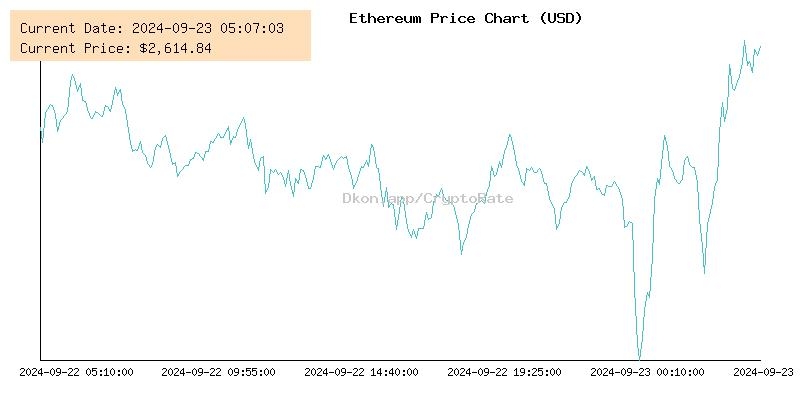 Ethereum Price Chart (USD)
Current Date: 2024-09-23 05:07:03
Current Price: $2,614.84
Dkon.app/CryptoRate
2024-09-22 05:10:00
2024-09-22 09:55:00
2024-09-22 14:40:00
2024-09-22 19:25:00
2024-09-23 00:10:00
2024-09-23